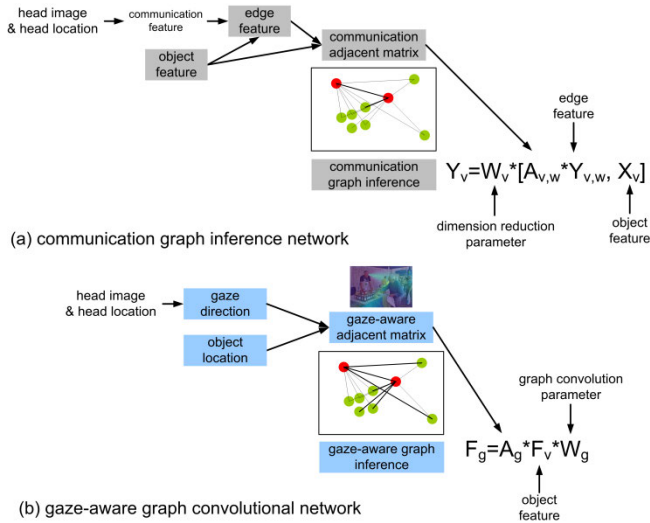 head image
& head location
communication
feature
edge
feature
object
feature
communication
adjacent matrix
communication
graph inference
edge
feature
Yv=Wv*[Av,w*Yv,w, Xv]
dimension reduction
parameter
object
feature
(a) communication graph inference network
head image
& head location
gaze
direction
object
location
gaze-aware
adjacent matrix
gaze-aware graph
inference
graph convolution
parameter
Fg=Ag*Fv*Wg
object
feature
(b) gaze-aware graph convolutional network